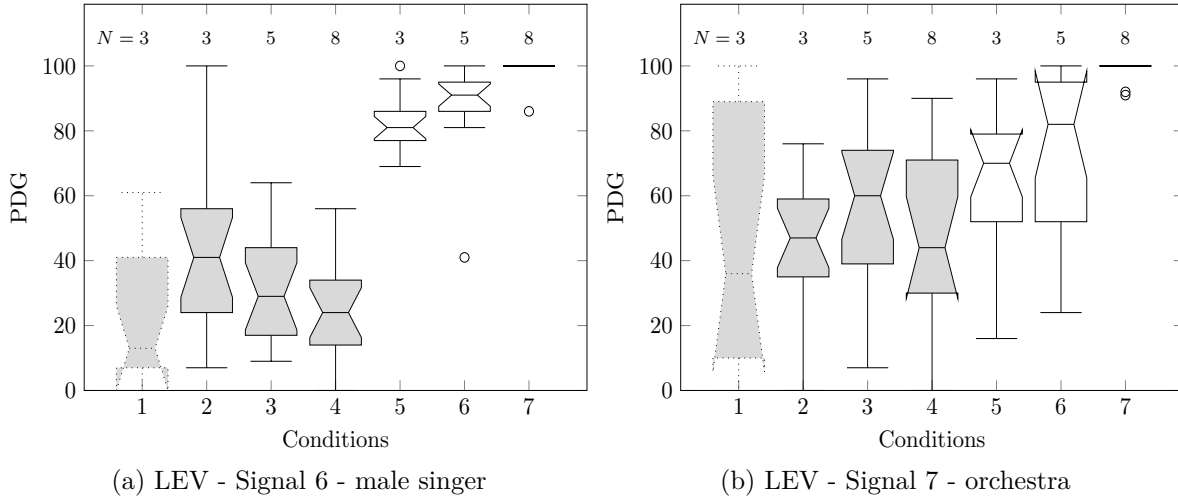 N = 3 3 5 8 3 5 8
100
80
60
40
20
0
PDG
1 2 3 4 5 6 7
Conditions
(a) LEV - Signal 6 - male singer
N = 3 3 5 8 3 5 8
100
80
60
40
20
0
PDG
1 2 3 4 5 6 7
Conditions
(b) LEV - Signal 7 - orchestra